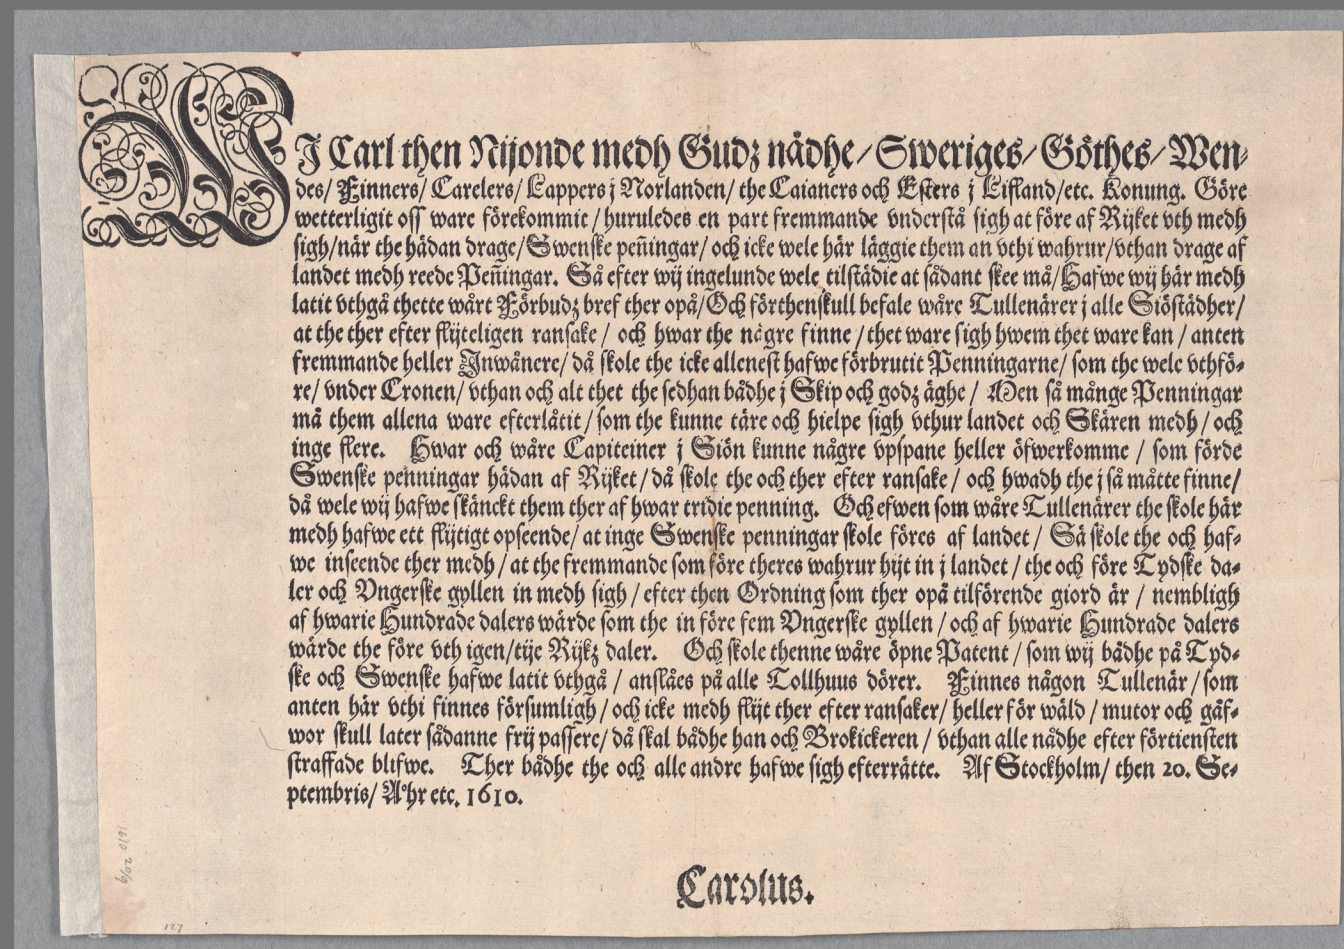 WJ Carl then Nijonde medh Gudz nådhe/ Sweriges/ Göthes/ Wen-
des/ Finners/ Carelers/ Lappers j Norlanden/ the Caianers och Esters j Lifland/etc. Konung. Göre
wetterligit oss ware förekommit/ huruledes en part fremmande vnderstå sigh at före af Rijket vth medh
sigh/när the hädan drage/Swenske peñingar/ och icke wele här läggie them an vthi wahrur/vthan drage af
landet medh reede Peñingar. Så efter wij ingelunde wele tilstädie at sådant skee må/Hafwe wij här medh
latit vthgå thette wårt Förbudz bref ther opå/Och förthenskull befale wåre Tullenärer j alle Siöstädher/
at the ther efter flijteligen ransake/ och hwar the någre finne/thet ware sigh hwem thet ware kan/ anten
fremmande heller Jnwånere/ då skole the icke allenest hafwe förbrutit Penningarne/ som the wele vthfö-
re/ vnder Cronen/ vthan och alt thet the sedhan bådhe j Skip och godz äghe/ Men så månge Penningar
må them allena ware efterlåtit/som the kunne täre och hielpe sigh vthur landet och Skären medh/och
inge flere. Hwar och wåre Capiteiner j Siön kunne någre vpspane heller öfwerkomme/ som förde
Swenske penningar hädan af Rijket/då skole the och ther efter ransake/ och hwadh the j så måtte finne/
då wele wij hafwe skänckt them ther af hwar tridie penning. Och efwen som wåre Tullenärer the skole här
medh hafwe ett flijtigt opseende/ at inge Swenske penningar skole föres af landet/ Så skole the och haf-
we inseende ther medh/ at the fremmande som före theres wahrur hijt in j landet/ the och före Tydske da-
ler och Vngerske gyllen in medh sigh/ efter then Ordning som ther opå tilförende giord är/ nembligh
af hwarie Hundrade dalers wärde som the in före fem Vngerske gyllen/och af hwarie Hundrade dalers
wärde the före vth igen/tije Rijkz daler. Och skole thenne wåre öpne Patent/som wij bådhe på Tyd-
ske och Swenske hafwe latit vthgå/ anslåes på alle Tollhuus dörer. Finnes någon Tullenär/som
anten här vthi finnes försumligh/och icke medh flijt ther efter ransaker/heller för wäld/mutor och gåf-
wor skull later sådanne frij passere/då skal bådhe han och Brokickeren/ vthan alle nådhe efter förtiensten
straffade blifwe. Ther bådhe the och alle andre hafwe sigh efterrätte. Af Stockholm/ then 20. Se-
ptembris/ Åhr etc. 1610.
Carolus.
1610 20/9
127